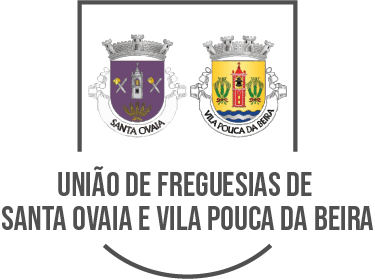 SANTA OVAIA
VILA POUCA DA BEIRA
UNIÃO DE FREGUESIAS DE
SANTA OVAIA E VILA POUCA DA BEIRA